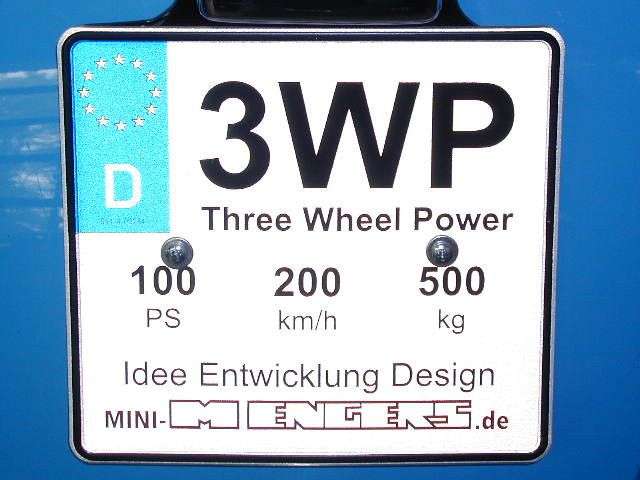 3WP
D
Three Wheel Power
100 200 500
PS km/h kg
Idee Entwicklung Design
MINI-MENGERS.de